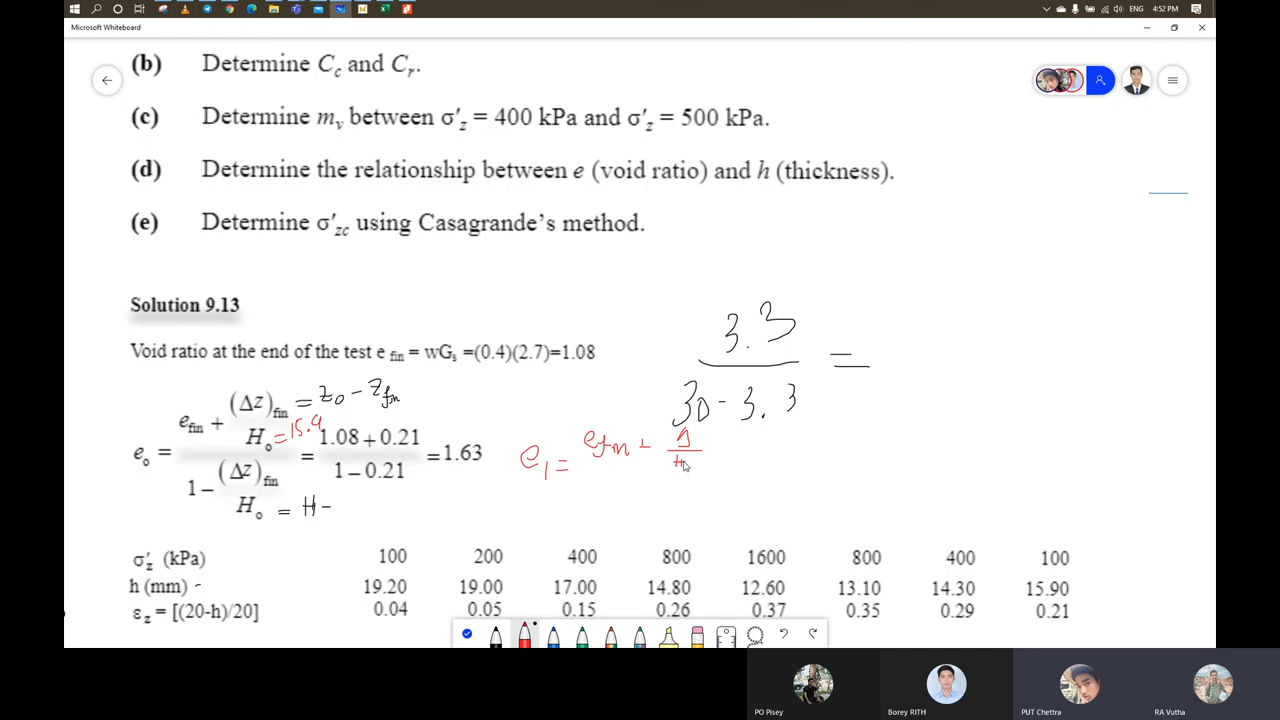 ENG 4:52 PM
Microsoft Whiteboard
(b) Determine Cc and Cr.
(c) Determine mv between σ'z = 400 kPa and σ'z = 500 kPa.
(d) Determine the relationship between e (void ratio) and h (thickness).
(e) Determine σ'zc using Casagrande's method.
Solution 9.13
Void ratio at the end of the test e fin = wGs =(0.4)(2.7)=1.08
3.3 / 30 - 3.3 =
eo = efin + (Δz)fin / Ho / 1 − (Δz)fin / Ho = 1.08 + 0.21 / 1 − 0.21 = 1.63
= z0 - zfin
= 15.9
= H -
e1 = efin + Δ / H
σ'z (kPa) 100 200 400 800 1600 800 400 100
h (mm) 19.20 19.00 17.00 14.80 12.60 13.10 14.30 15.90
εz = [(20-h)/20] 0.04 0.05 0.15 0.26 0.37 0.35 0.29 0.21
PO Pisey Borey RITH PUT Chettra RA Vutha